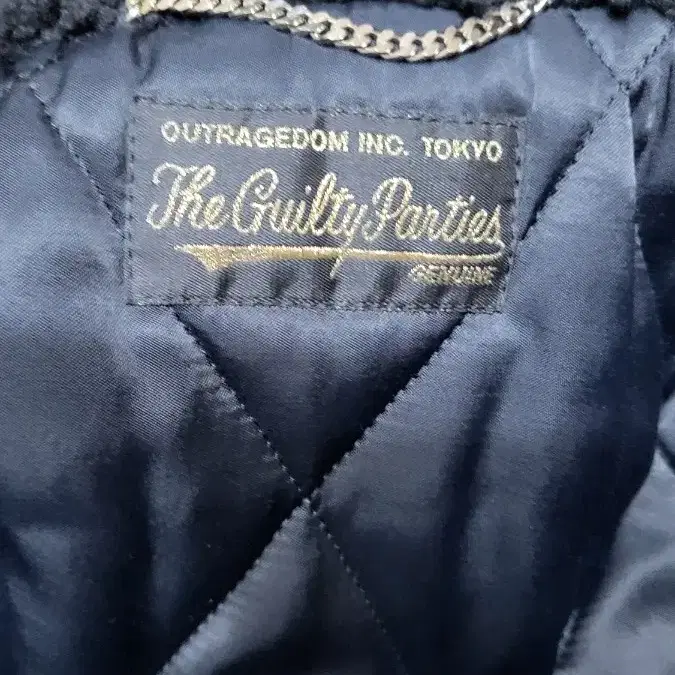 OUTRAGEDOM INC. TOKYO
The Guilty Parties
GENUINE